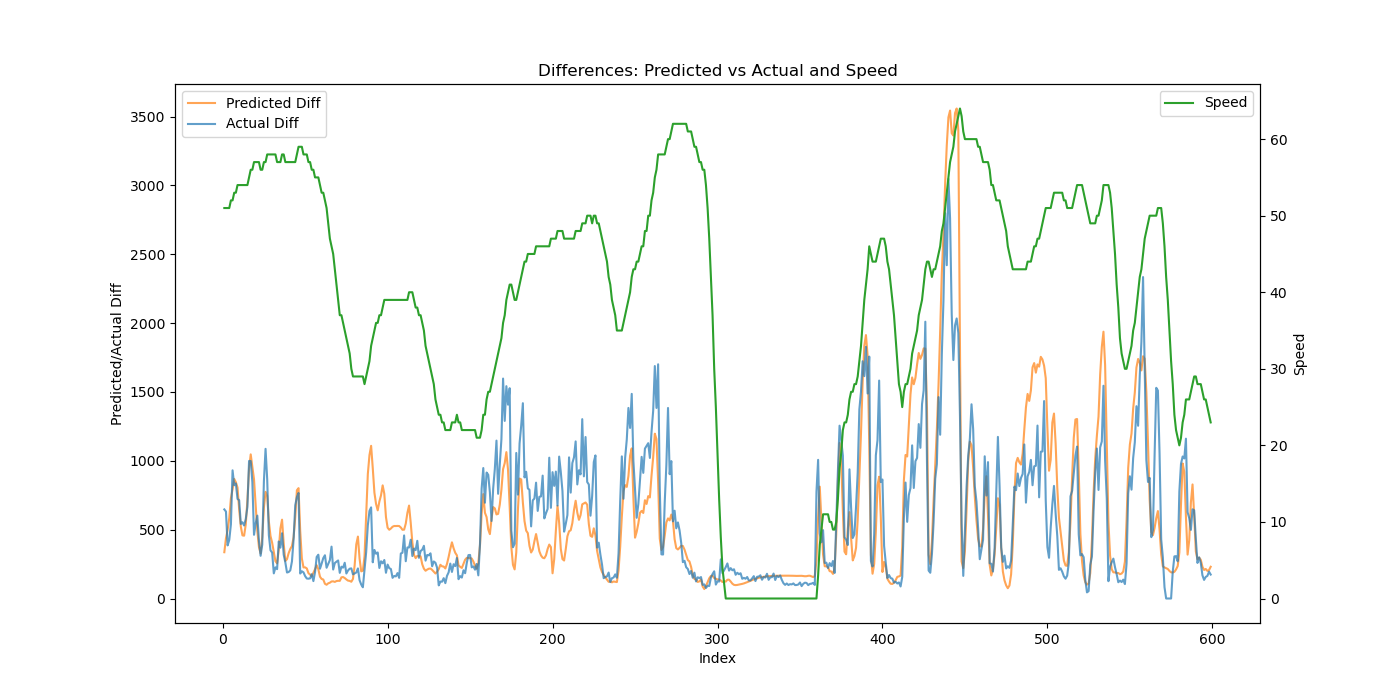 Differences: Predicted vs Actual and Speed
Predicted Diff
Actual Diff
Speed
3500
3000
2500
2000
1500
1000
500
0
Predicted/Actual Diff
60
50
40
30
20
10
0
Speed
0 100 200 300 400 500 600
Index